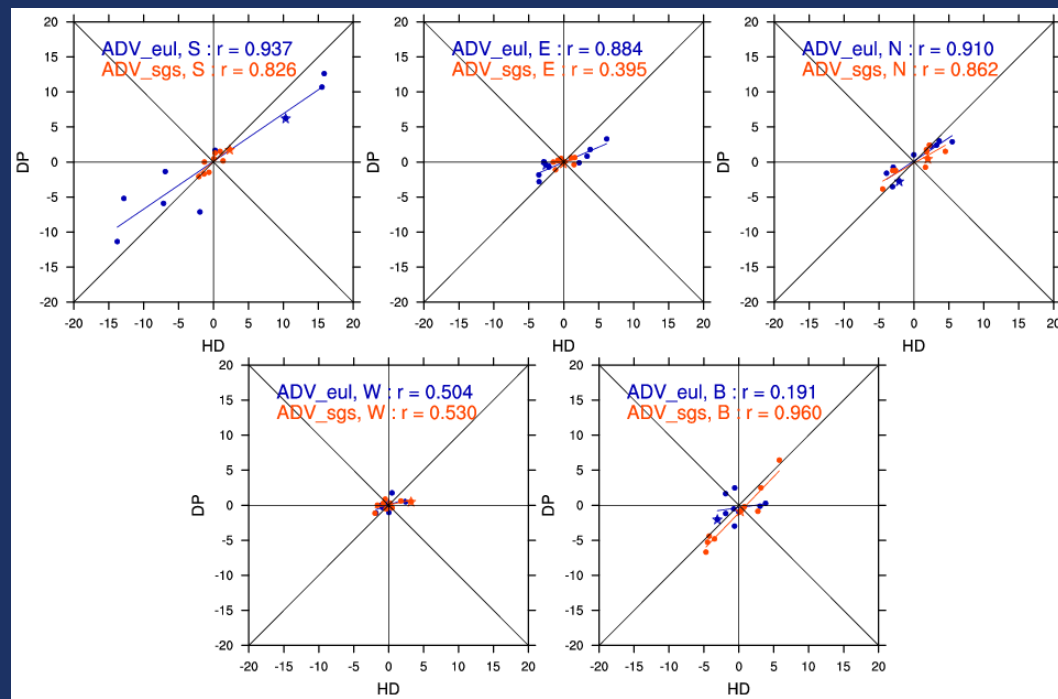 ADV_eul, S : r = 0.937
ADV_sgs, S : r = 0.826
20
15
10
5
0
-5
-10
-15
-20
DP
-20 -15 -10 -5 0 5 10 15 20
HD
ADV_eul, E : r = 0.884
ADV_sgs, E : r = 0.395
20
15
10
5
0
-5
-10
-15
-20
DP
-20 -15 -10 -5 0 5 10 15 20
HD
ADV_eul, N : r = 0.910
ADV_sgs, N : r = 0.862
20
15
10
5
0
-5
-10
-15
-20
DP
-20 -15 -10 -5 0 5 10 15 20
HD
ADV_eul, W : r = 0.504
ADV_sgs, W : r = 0.530
20
15
10
5
0
-5
-10
-15
-20
DP
-20 -15 -10 -5 0 5 10 15 20
HD
ADV_eul, B : r = 0.191
ADV_sgs, B : r = 0.960
20
15
10
5
0
-5
-10
-15
-20
DP
-20 -15 -10 -5 0 5 10 15 20
HD